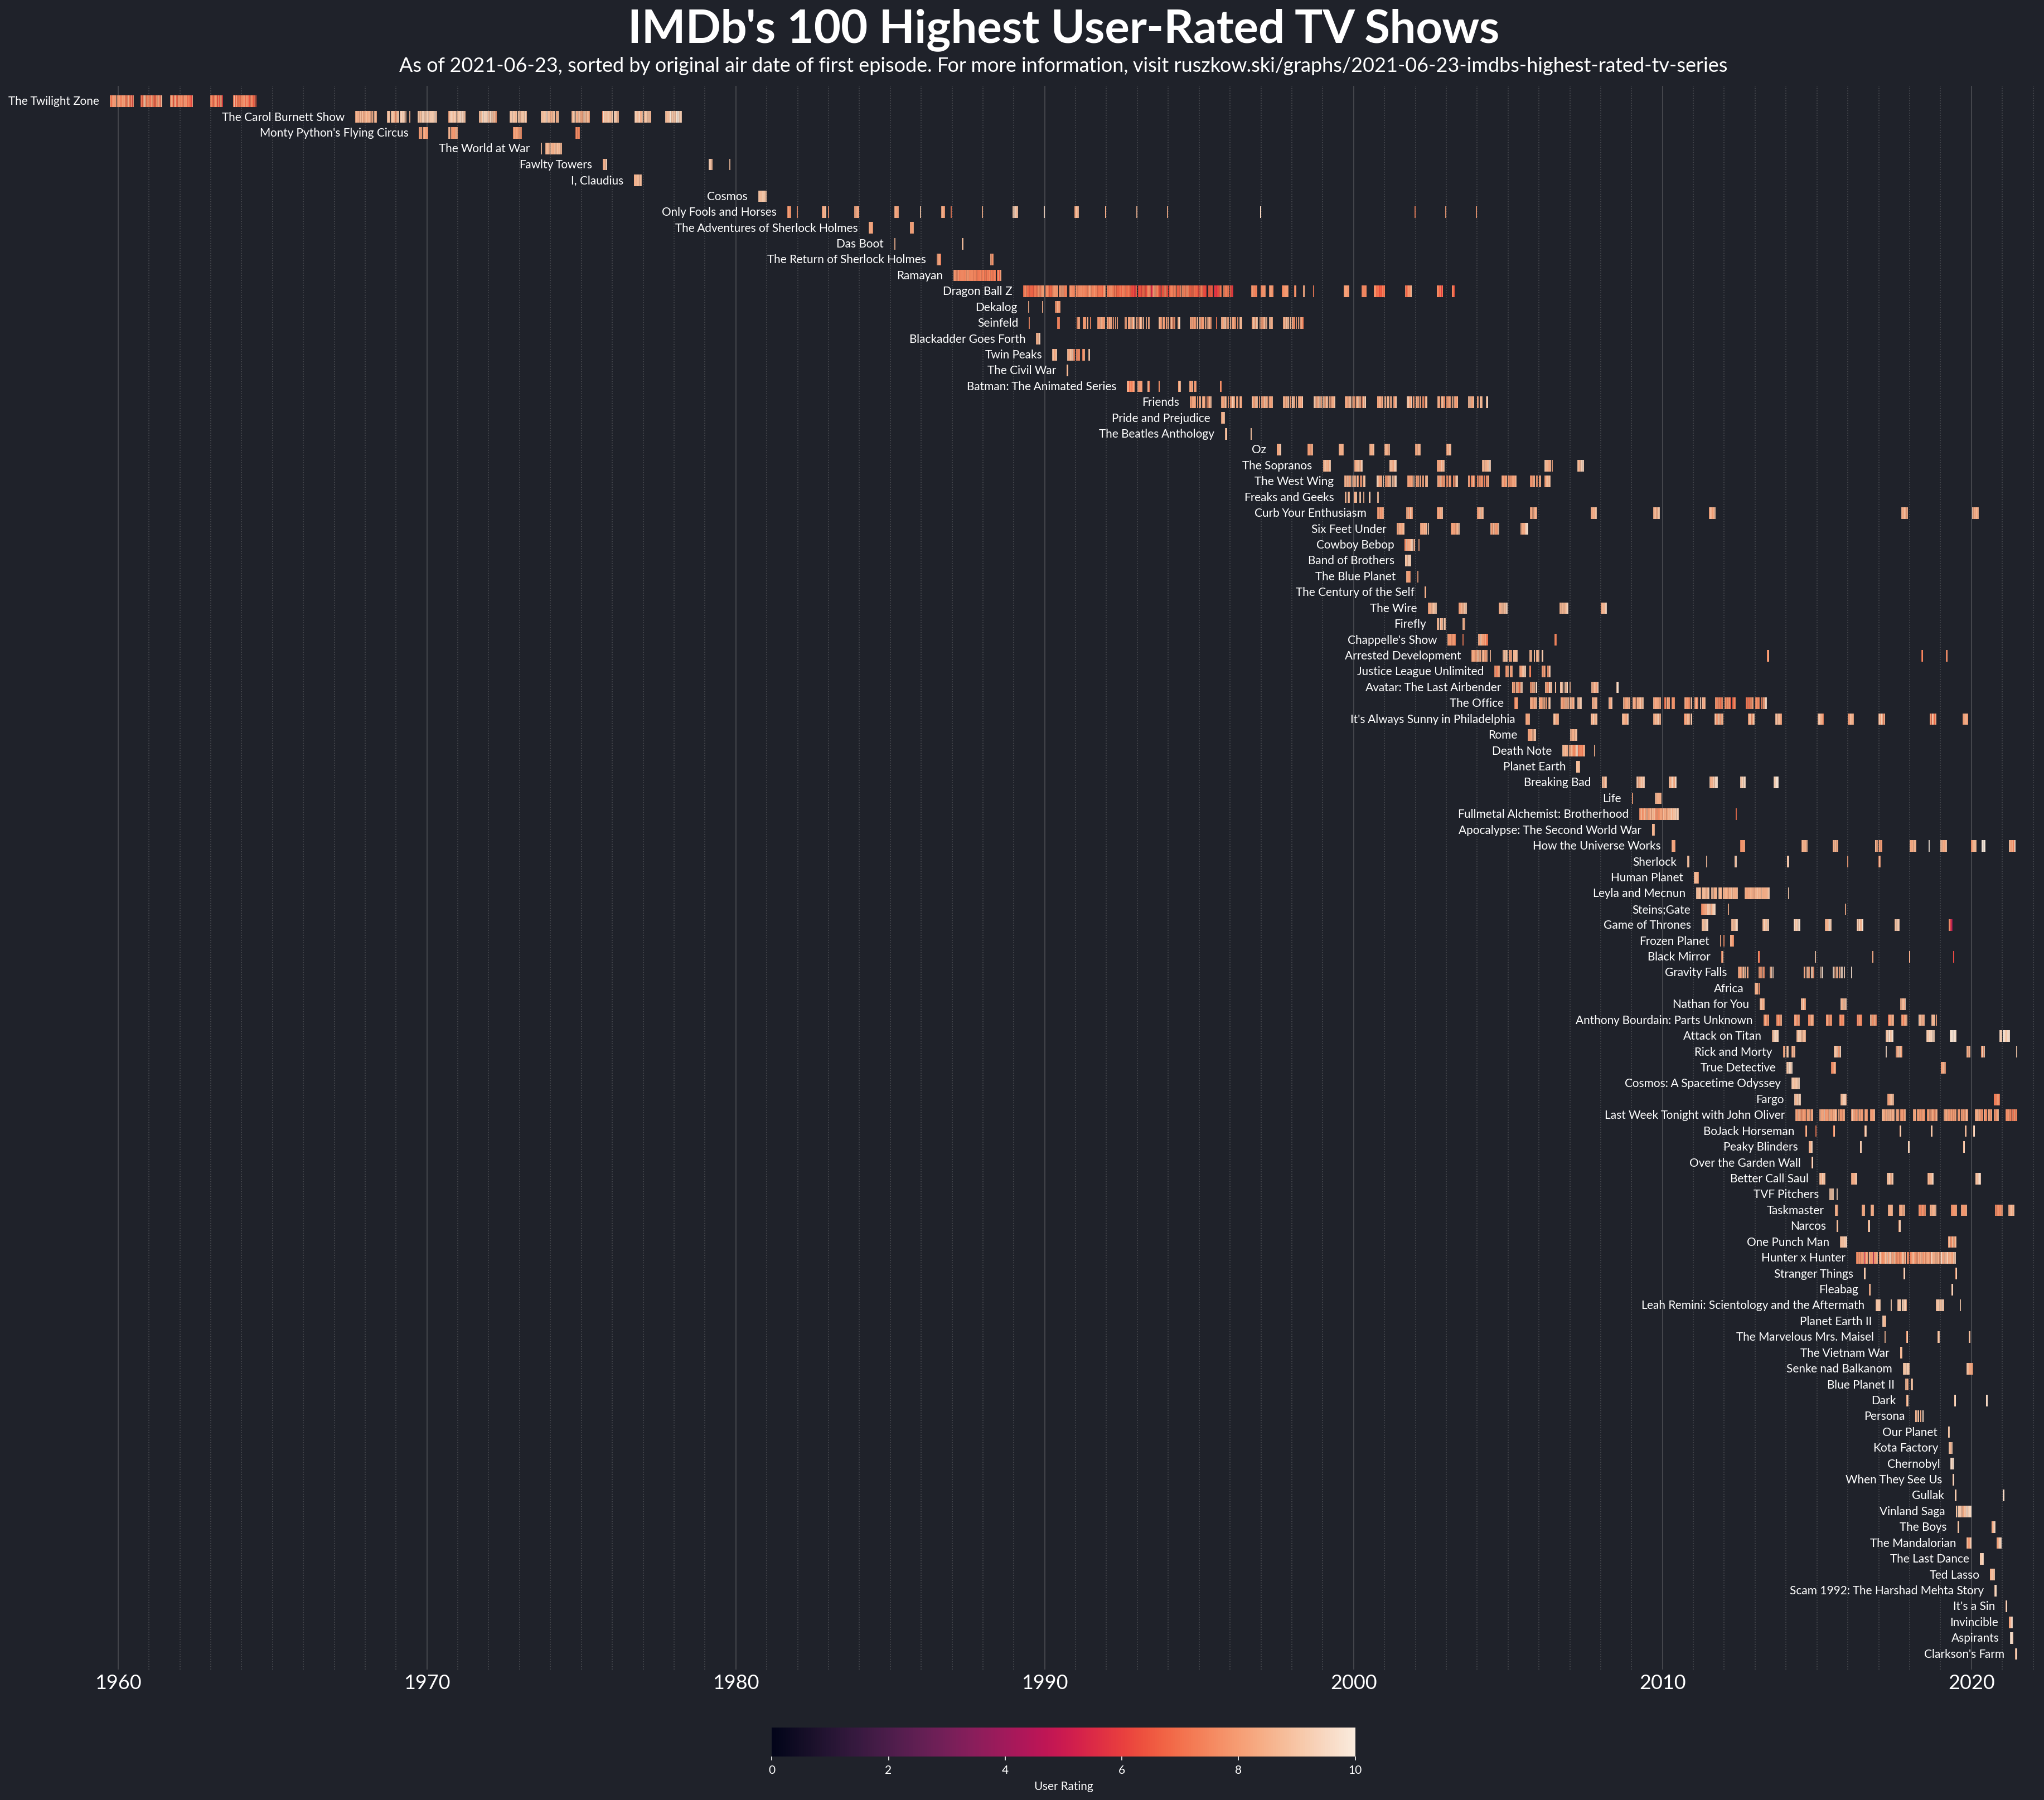 IMDb's 100 Highest User-Rated TV Shows
As of 2021-06-23, sorted by original air date of first episode. For more information, visit ruszkow.ski/graphs/2021-06-23-imdbs-highest-rated-tv-series
The Twilight Zone
The Carol Burnett Show
Monty Python's Flying Circus
The World at War
Fawlty Towers
I, Claudius
Cosmos
Only Fools and Horses
The Adventures of Sherlock Holmes
Das Boot
The Return of Sherlock Holmes
Ramayan
Dragon Ball Z
Dekalog
Seinfeld
Blackadder Goes Forth
Twin Peaks
The Civil War
Batman: The Animated Series
Friends
Pride and Prejudice
The Beatles Anthology
Oz
The Sopranos
The West Wing
Freaks and Geeks
Curb Your Enthusiasm
Six Feet Under
Cowboy Bebop
Band of Brothers
The Blue Planet
The Century of the Self
The Wire
Firefly
Chappelle's Show
Arrested Development
Justice League Unlimited
Avatar: The Last Airbender
The Office
It's Always Sunny in Philadelphia
Rome
Death Note
Planet Earth
Breaking Bad
Life
Fullmetal Alchemist: Brotherhood
Apocalypse: The Second World War
How the Universe Works
Sherlock
Human Planet
Leyla and Mecnun
Steins;Gate
Game of Thrones
Frozen Planet
Black Mirror
Gravity Falls
Africa
Nathan for You
Anthony Bourdain: Parts Unknown
Attack on Titan
Rick and Morty
True Detective
Cosmos: A Spacetime Odyssey
Fargo
Last Week Tonight with John Oliver
BoJack Horseman
Peaky Blinders
Over the Garden Wall
Better Call Saul
TVF Pitchers
Taskmaster
Narcos
One Punch Man
Hunter x Hunter
Stranger Things
Fleabag
Leah Remini: Scientology and the Aftermath
Planet Earth II
The Marvelous Mrs. Maisel
The Vietnam War
Senke nad Balkanom
Blue Planet II
Dark
Persona
Our Planet
Kota Factory
Chernobyl
When They See Us
Gullak
Vinland Saga
The Boys
The Mandalorian
The Last Dance
Ted Lasso
Scam 1992: The Harshad Mehta Story
It's a Sin
Invincible
Aspirants
Clarkson's Farm
1960 1970 1980 1990 2000 2010 2020
0 2 4 6 8 10
User Rating